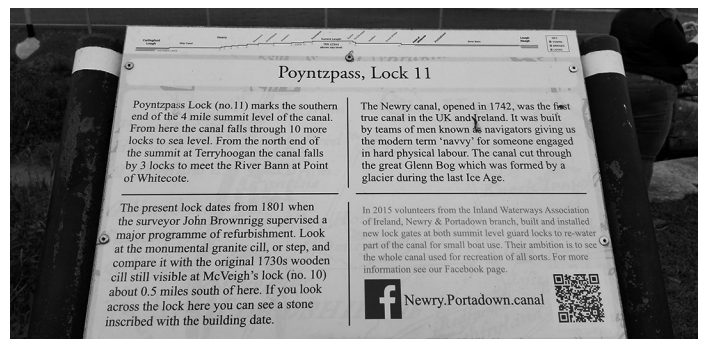 Carlingford
Lough
Newry
Summit Length
Lough
Neagh
KEY
Poyntzpass, Lock 11
Poyntzpass Lock (no.11) marks the southern
end of the 4 mile summit level of the canal.
From here the canal falls through 10 more
locks to sea level. From the north end of
the summit at Terryhoogan the canal falls
by 3 locks to meet the River Bann at Point
of Whitecote.
The Newry canal, opened in 1742, was the first
true canal in the UK and Ireland. It was built
by teams of men known as navigators giving us
the modern term ‘navvy’ for someone engaged
in hard physical labour. The canal cut through
the great Glenn Bog which was formed by a
glacier during the last Ice Age.
The present lock dates from 1801 when
the surveyor John Brownrigg supervised a
major programme of refurbishment. Look
at the monumental granite cill, or step, and
compare it with the original 1730s wooden
cill still visible at McVeigh's lock (no. 10)
about 0.5 miles south of here. If you look
across the lock here you can see a stone
inscribed with the building date.
In 2015 volunteers from the Inland Waterways Association
of Ireland, Newry & Portadown branch, built and installed
new lock gates at both summit level guard locks to re-water
part of the canal for small boat use. Their ambition is to see
the whole canal used for recreation of all sorts. For more
information see our Facebook page.
f Newry.Portadown.canal